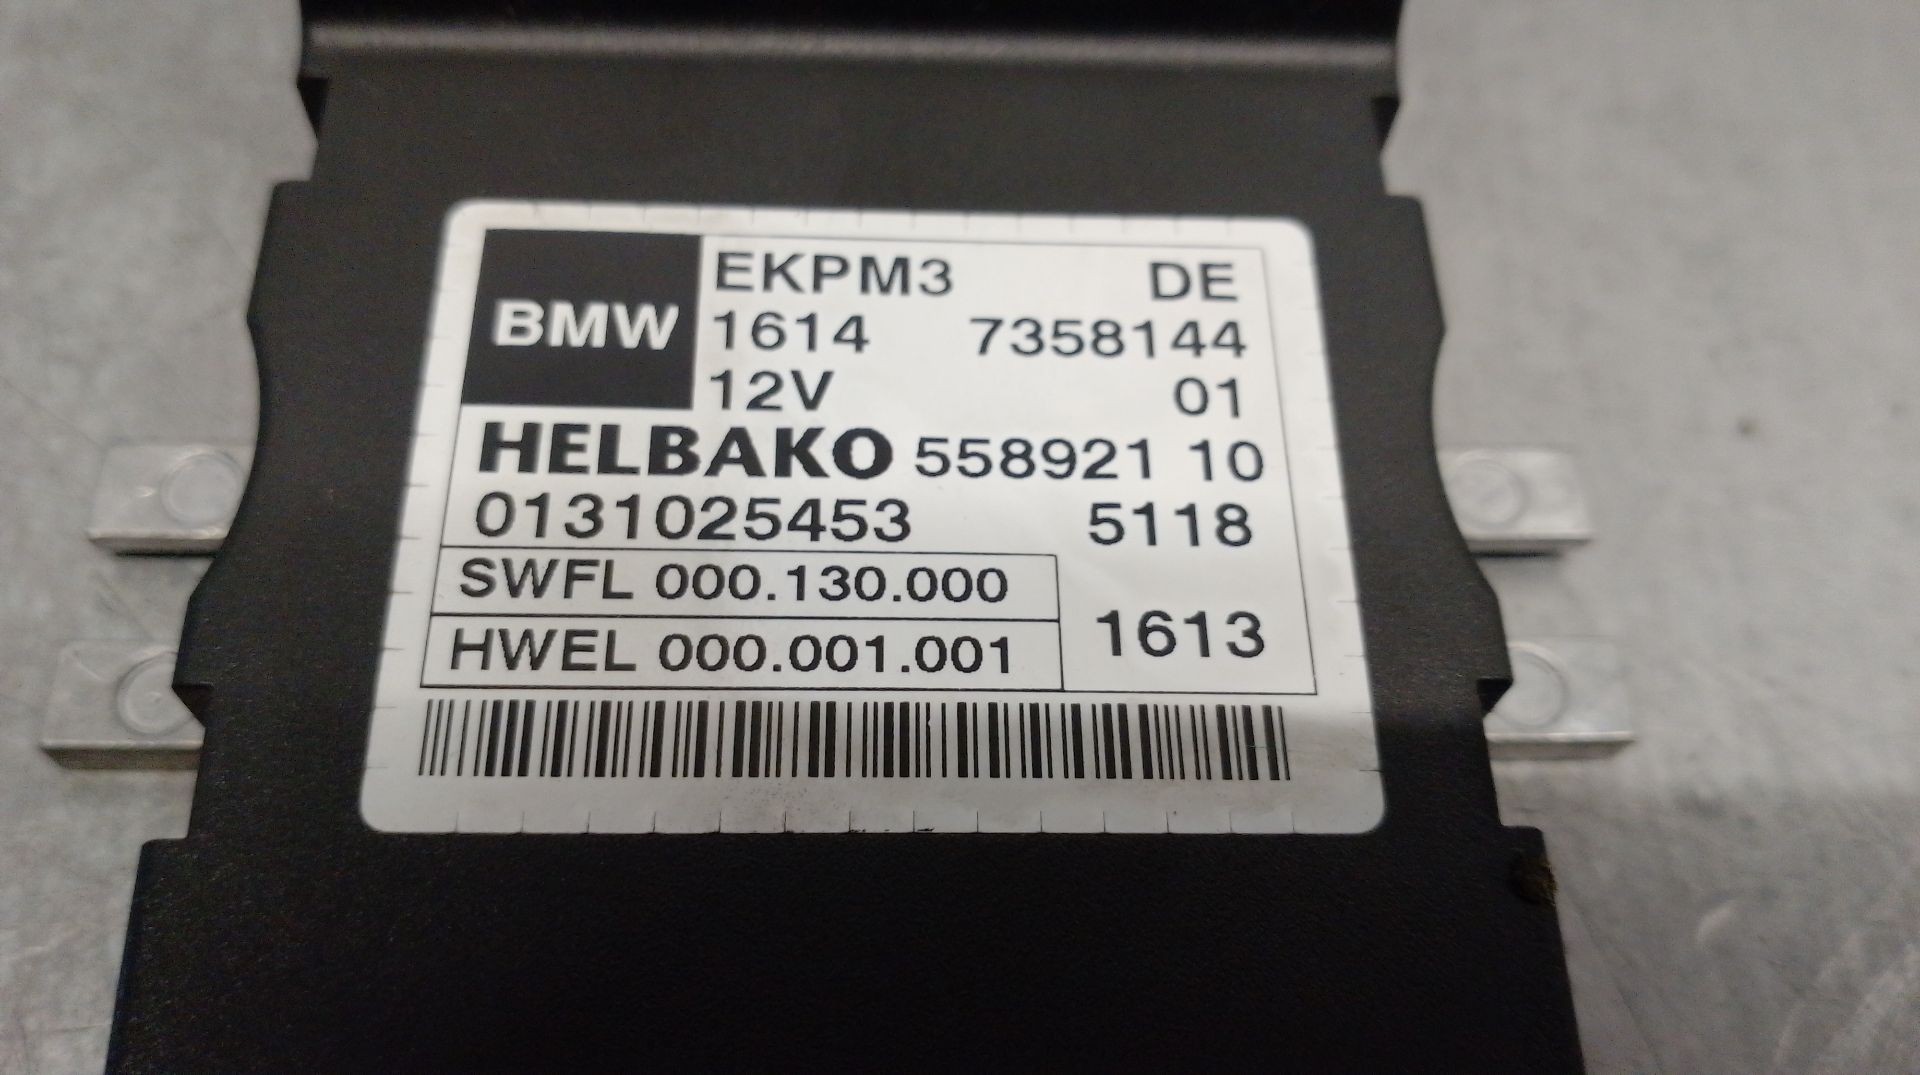 EKPM3 DE
BMW 1614 7358144
12V 01
HELBAKO 558921 10
0131025453 5118
SWFL 000.130.000
HWEL 000.001.001 1613